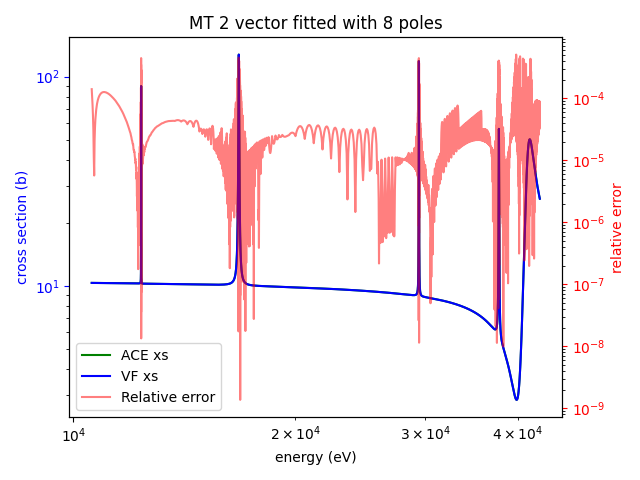 MT 2 vector fitted with 8 poles
cross section (b)
10²
10¹
10⁻⁴
10⁻⁵
10⁻⁶
10⁻⁷
10⁻⁸
10⁻⁹
relative error
ACE xs
VF xs
Relative error
10⁴
2 × 10⁴
3 × 10⁴
4 × 10⁴
energy (eV)